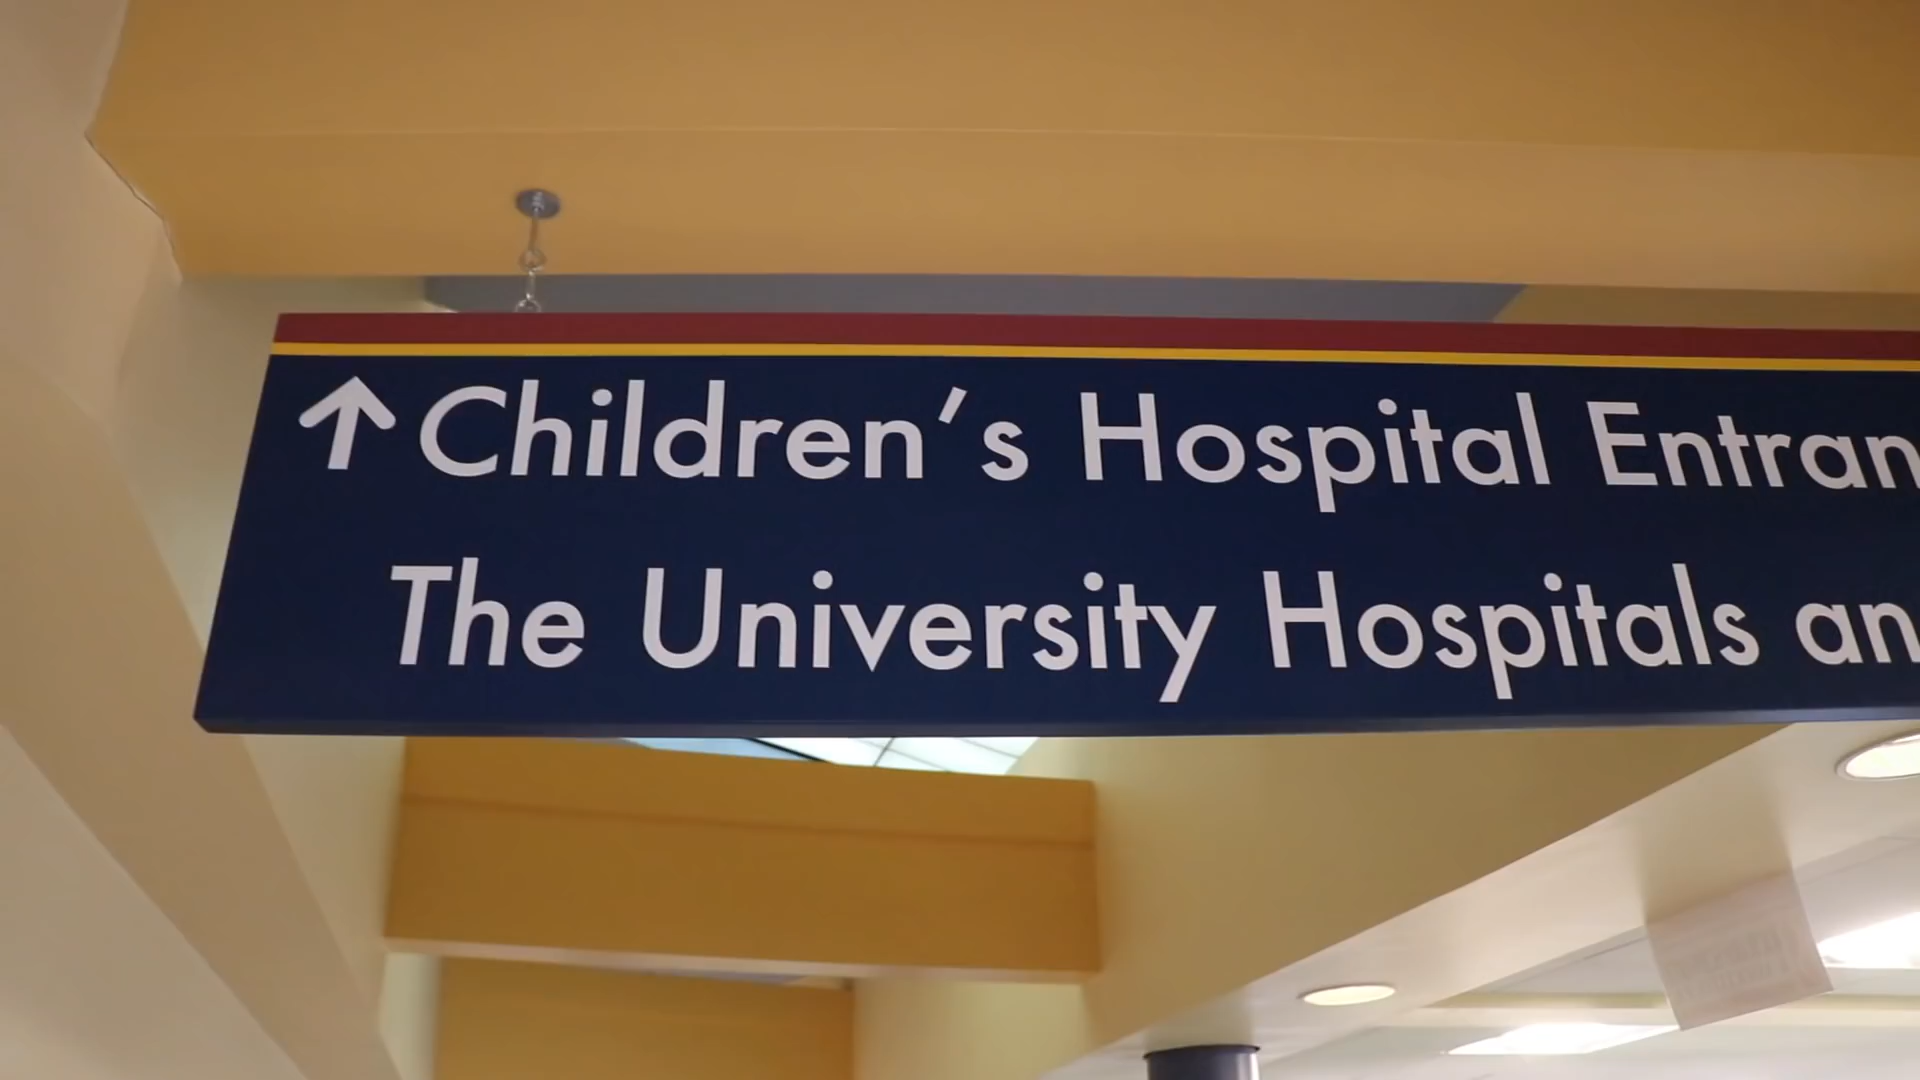 ↑ Children's Hospital Entran
The University Hospitals an